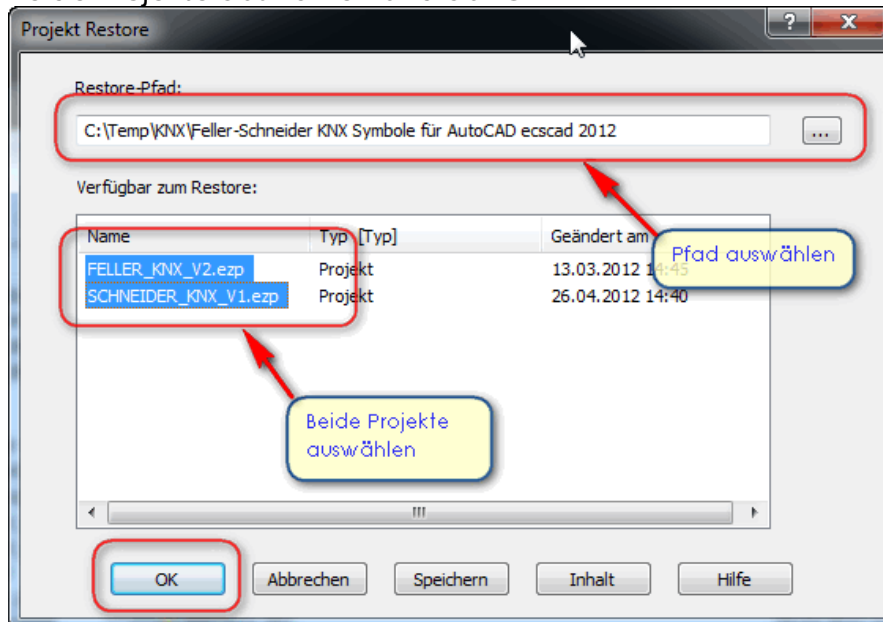 Projekt Restore
Restore-Pfad:
C:\Temp\KNX\Feller-Schneider KNX Symbole für AutoCAD ecscad 2012
...
Verfügbar zum Restore:
Name Typ [Typ] Geändert am
FELLER_KNX_V2.ezp Projekt 13.03.2012 14:45
SCHNEIDER_KNX_V1.ezp Projekt 26.04.2012 14:40
Pfad auswählen
Beide Projekte
auswählen
OK Abbrechen Speichern Inhalt Hilfe